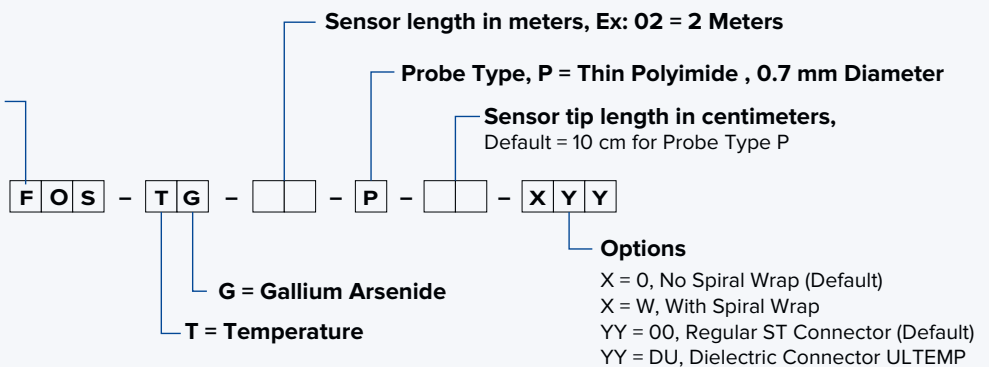 Sensor length in meters, Ex: 02 = 2 Meters
Probe Type, P = Thin Polyimide , 0.7 mm Diameter
Sensor tip length in centimeters,
Default = 10 cm for Probe Type P
F O S – T G – – P – – X Y Y
Options
X = 0, No Spiral Wrap (Default)
G = Gallium Arsenide
X = W, With Spiral Wrap
T = Temperature
YY = 00, Regular ST Connector (Default)
YY = DU, Dielectric Connector ULTEMP